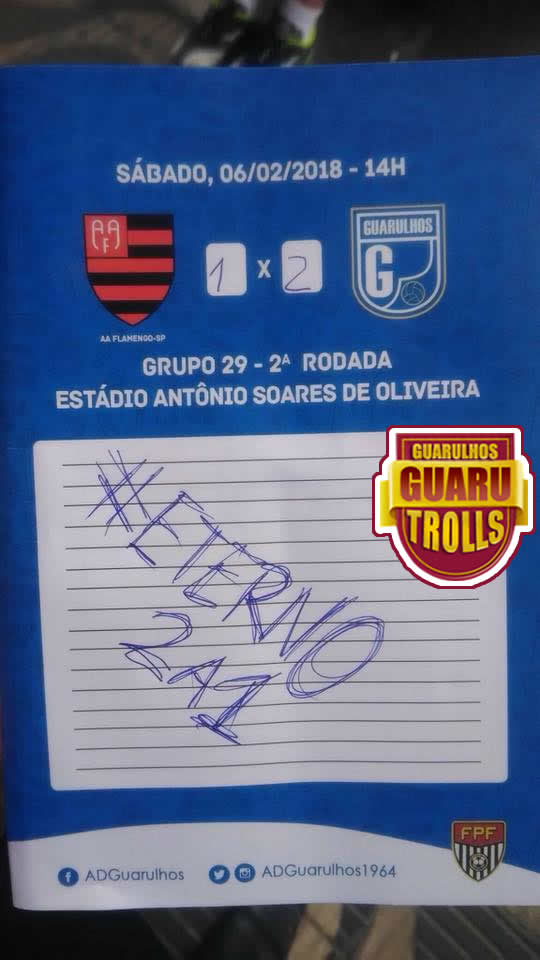 SÁBADO, 06/02/2018 - 14H
AAF
1 x 2
GUARULHOS
G
AA FLAMENGO-SP
GRUPO 29 - 2ª RODADA
ESTÁDIO ANTÔNIO SOARES DE OLIVEIRA
GUARULHOS
GUARU
TROLLS
#ETERNO
2A1
FPF
ADGuarulhos
ADGuarulhos1964